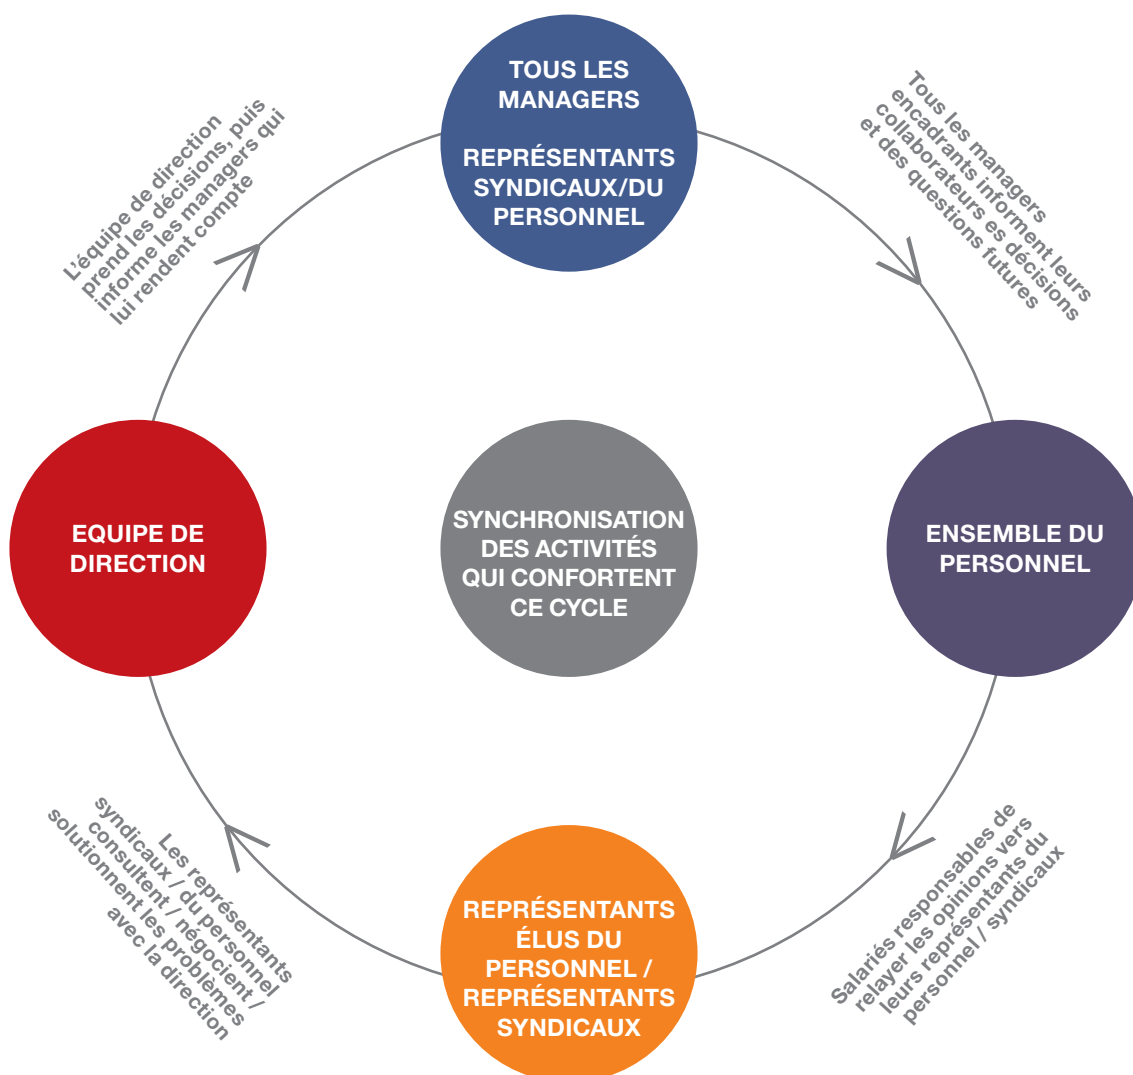 TOUS LES
MANAGERS
REPRÉSENTANTS
SYNDICAUX/DU
PERSONNEL
L'équipe de direction
prend les décisions, puis
informe les managers qui
lui rendent compte
Tous les managers
encadrants informent leurs
collaborateurs es décisions
et des questions futures
EQUIPE DE
DIRECTION
SYNCHRONISATION
DES ACTIVITÉS
QUI CONFORTENT
CE CYCLE
ENSEMBLE DU
PERSONNEL
Les représentants
syndicaux / du personnel
consultent / négocient /
solutionnent les problèmes
avec la direction
REPRÉSENTANTS
ÉLUS DU
PERSONNEL /
REPRÉSENTANTS
SYNDICAUX
Salariés responsables de
relayer les opinions vers
leurs représentants du
personnel / syndicaux